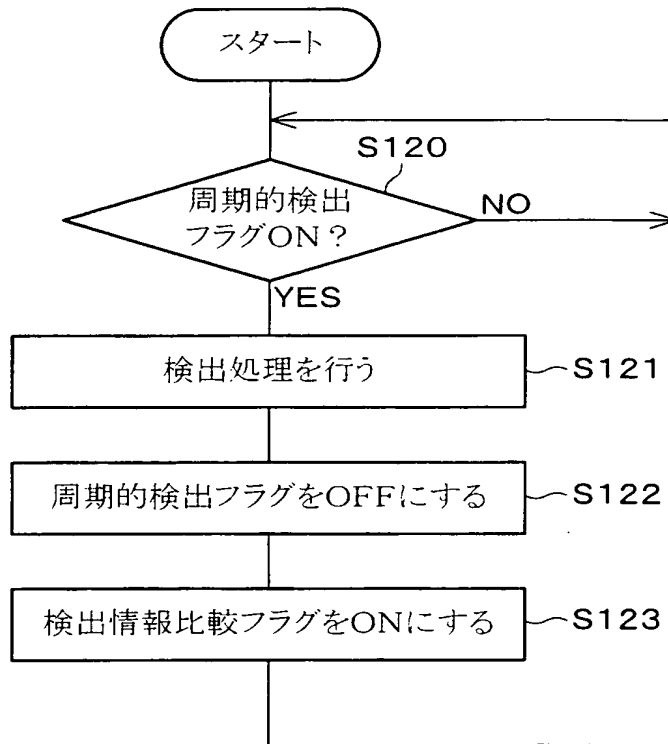 スタート
S120
周期的検出
フラグON?
NO
YES
検出処理を行う
S121
周期的検出フラグをOFFにする
S122
検出情報比較フラグをONにする
S123